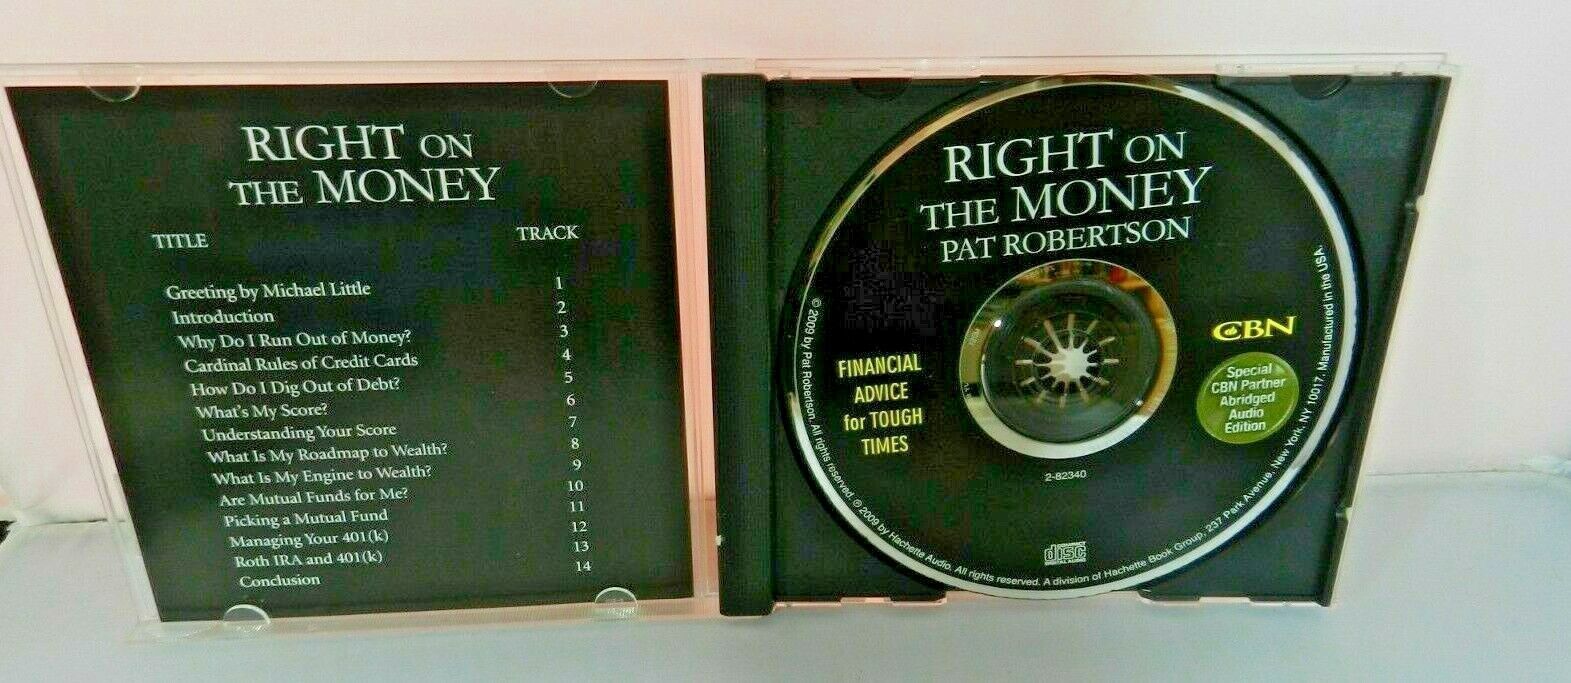 RIGHT ON
THE MONEY
TITLE TRACK
Greeting by Michael Little 1
Introduction 2
Why Do I Run Out of Money? 3
Cardinal Rules of Credit Cards 4
How Do I Dig Out of Debt? 5
What's My Score? 6
Understanding Your Score 7
What Is My Roadmap to Wealth? 8
What Is My Engine to Wealth? 9
Are Mutual Funds for Me? 10
Picking a Mutual Fund 11
Managing Your 401(k) 12
Roth IRA and 401(k) 13
Conclusion 14
RIGHT ON
THE MONEY
PAT ROBERTSON
FINANCIAL
ADVICE
for TOUGH
TIMES
CBN
Special
CBN Partner
Abridged
Audio
Edition
2-82340
disc
DIGITAL AUDIO
© 2009 by Pat Robertson. All rights reserved. ℗ 2009 by Hachette Audio. All rights reserved. A division of Hachette Book Group, 237 Park Avenue, New York, NY 10017. Manufactured in the USA.